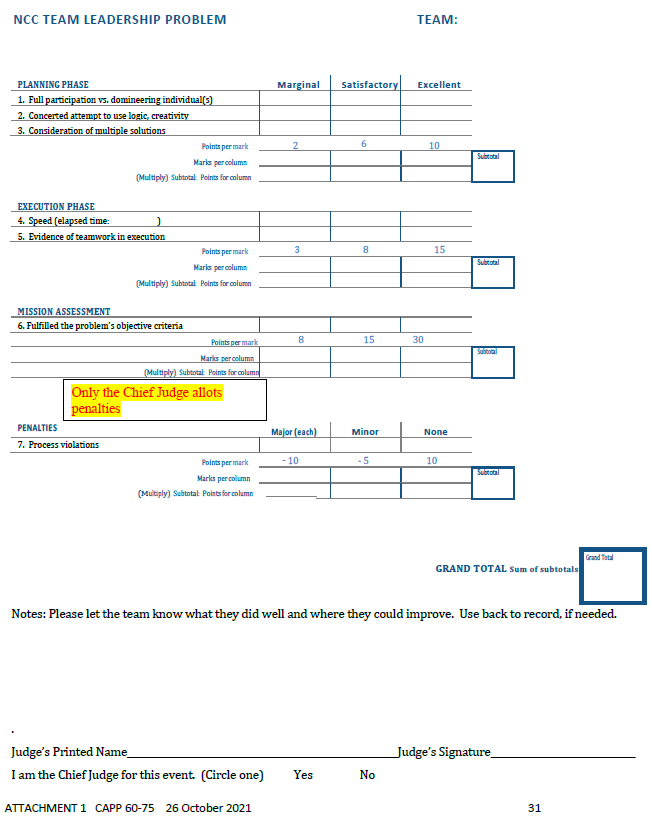 NCC TEAM LEADERSHIP PROBLEM TEAM:
PLANNING PHASE Marginal Satisfactory Excellent
1. Full participation vs. domineering individual(s)
2. Concerted attempt to use logic, creativity
3. Consideration of multiple solutions
Points per mark 2 6 10
Marks per column Subtotal
(Multiply) Subtotal: Points for column
EXECUTION PHASE
4. Speed (elapsed time: )
5. Evidence of teamwork in execution
Points per mark 3 8 15
Marks per column Subtotal
(Multiply) Subtotal: Points for column
MISSION ASSESSMENT
6. Fulfilled the problem's objective criteria
Points per mark 8 15 30
Marks per column Subtotal
(Multiply) Subtotal: Points for column
Only the Chief Judge allots
penalties
PENALTIES Major (each) Minor None
7. Process violations
Points per mark - 10 - 5 10
Marks per column Subtotal
(Multiply) Subtotal: Points for column
Grand Total
GRAND TOTAL Sum of subtotals
Notes: Please let the team know what they did well and where they could improve. Use back to record, if needed.
.
Judge's Printed Name Judge's Signature
I am the Chief Judge for this event. (Circle one) Yes No
ATTACHMENT 1 CAPP 60-75 26 October 2021 31